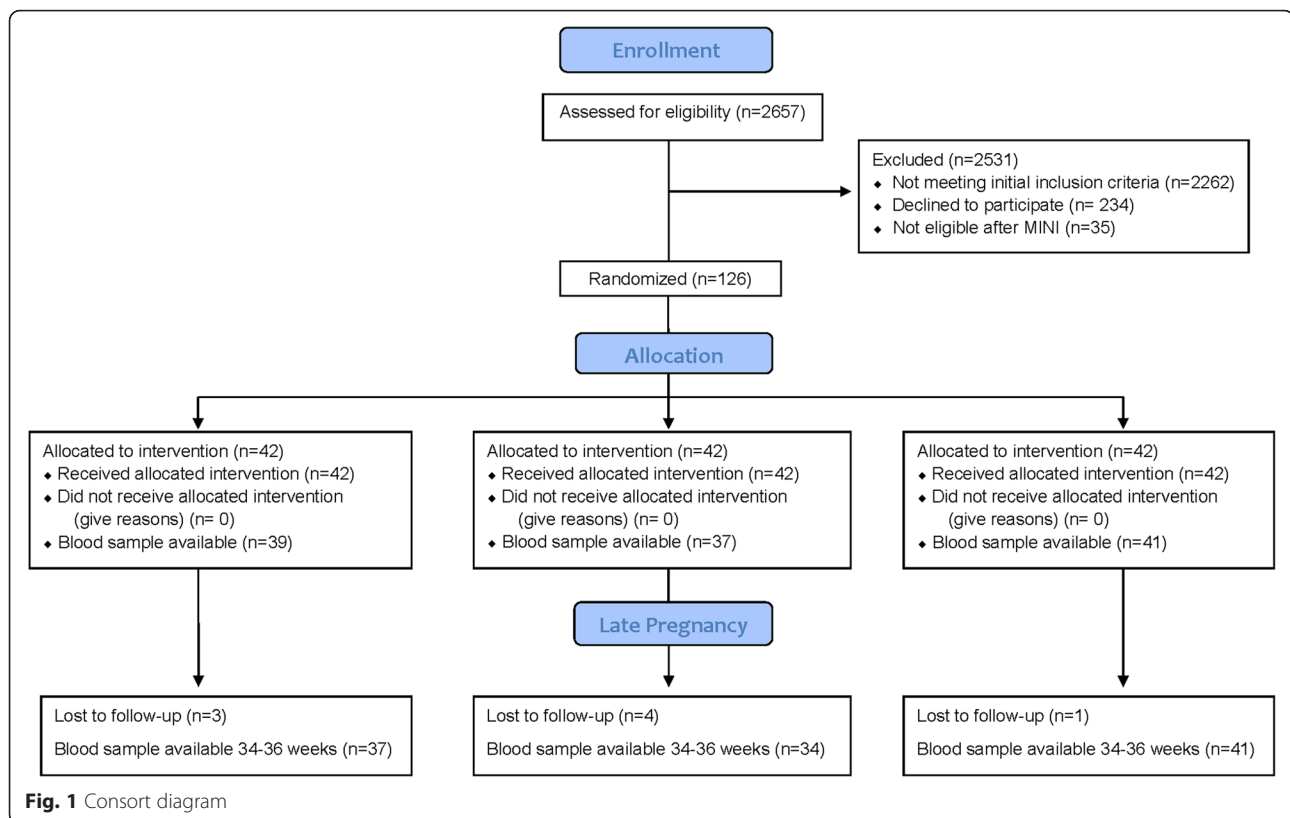 Enrollment
Assessed for eligibility (n=2657)
Excluded (n=2531)
⬥ Not meeting initial inclusion criteria (n=2262)
⬥ Declined to participate (n= 234)
⬥ Not eligible after MINI (n=35)
Randomized (n=126)
Allocation
Allocated to intervention (n=42)
⬥ Received allocated intervention (n=42)
⬥ Did not receive allocated intervention
(give reasons) (n= 0)
⬥ Blood sample available (n=39)
Allocated to intervention (n=42)
⬥ Received allocated intervention (n=42)
⬥ Did not receive allocated intervention
(give reasons) (n= 0)
⬥ Blood sample available (n=37)
Allocated to intervention (n=42)
⬥ Received allocated intervention (n=42)
⬥ Did not receive allocated intervention
(give reasons) (n= 0)
⬥ Blood sample available (n=41)
Late Pregnancy
Lost to follow-up (n=3)
Blood sample available 34-36 weeks (n=37)
Lost to follow-up (n=4)
Blood sample available 34-36 weeks (n=34)
Lost to follow-up (n=1)
Blood sample available 34-36 weeks (n=41)
Fig. 1 Consort diagram